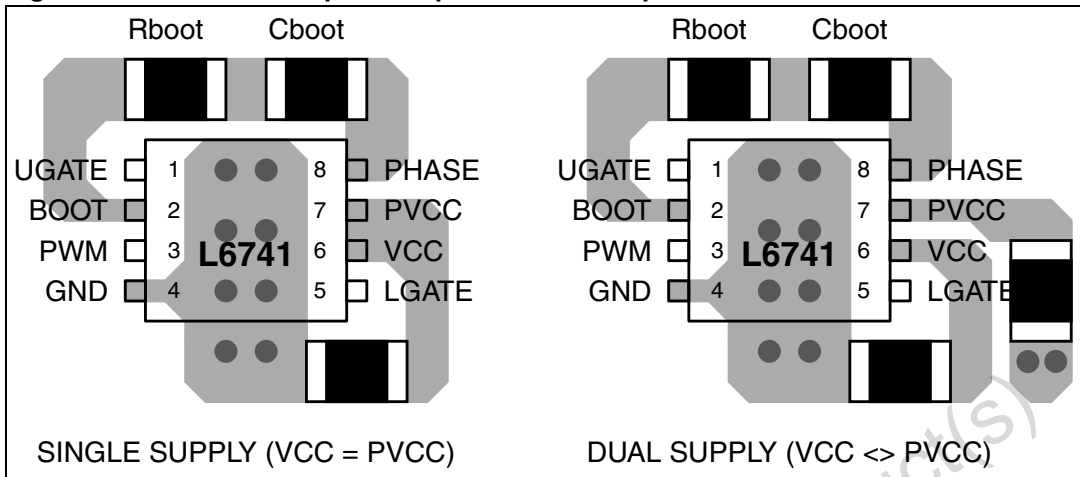 Rboot Cboot
UGATE 1 8 PHASE
BOOT 2 7 PVCC
PWM 3 L6741 6 VCC
GND 4 5 LGATE
SINGLE SUPPLY (VCC = PVCC)
Rboot Cboot
UGATE 1 8 PHASE
BOOT 2 7 PVCC
PWM 3 L6741 6 VCC
GND 4 5 LGATE
DUAL SUPPLY (VCC <> PVCC)